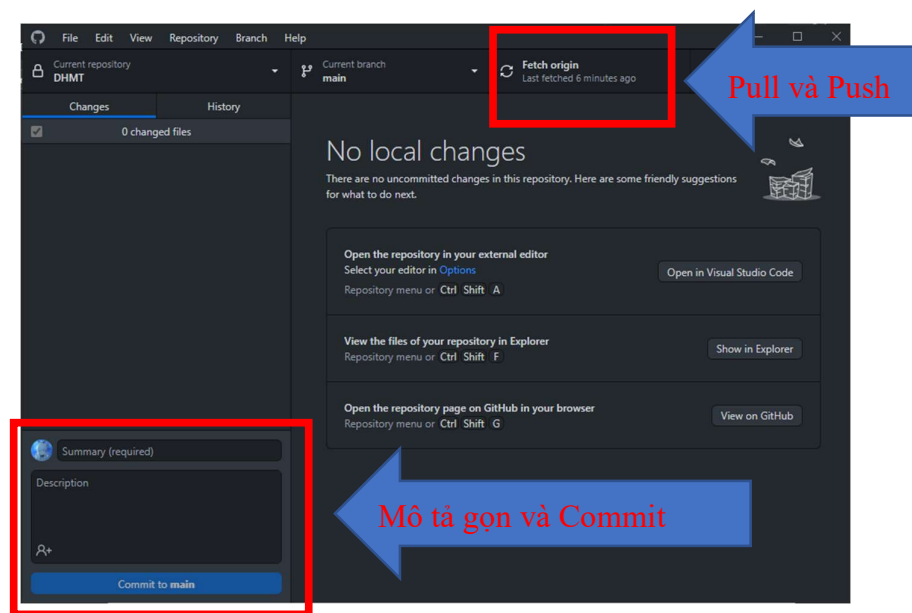 File Edit View Repository Branch Help
Current repository
DHMT
Current branch
main
Fetch origin
Last fetched 6 minutes ago
Pull và Push
Changes History
0 changed files
No local changes
There are no uncommitted changes in this repository. Here are some friendly suggestions
for what to do next.
Open the repository in your external editor
Select your editor in Options
Repository menu or Ctrl Shift A
Open in Visual Studio Code
View the files of your repository in Explorer
Repository menu or Ctrl Shift F
Show in Explorer
Open the repository page on GitHub in your browser
Repository menu or Ctrl Shift G
View on GitHub
Summary (required)
Description
Commit to main
Mô tả gọn và Commit